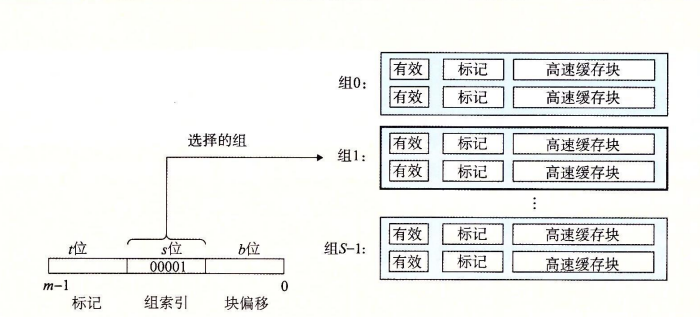 组0：
有效 标记 高速缓存块
有效 标记 高速缓存块
选择的组
组1：
有效 标记 高速缓存块
有效 标记 高速缓存块
⋮
组S-1：
有效 标记 高速缓存块
有效 标记 高速缓存块
t位 s位 b位
00001
m-1 0
标记 组索引 块偏移